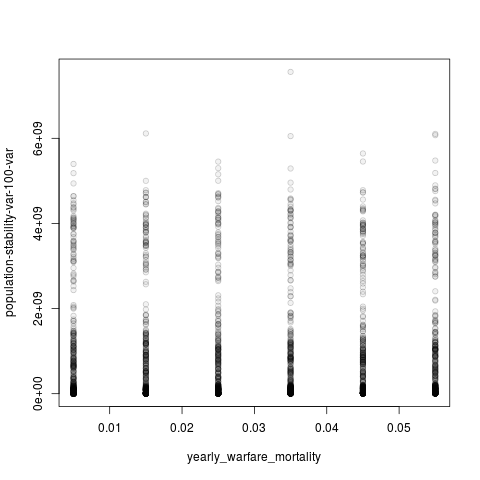 population-stability-var-100-var
6e+09
4e+09
2e+09
0e+00
0.01 0.02 0.03 0.04 0.05
yearly_warfare_mortality